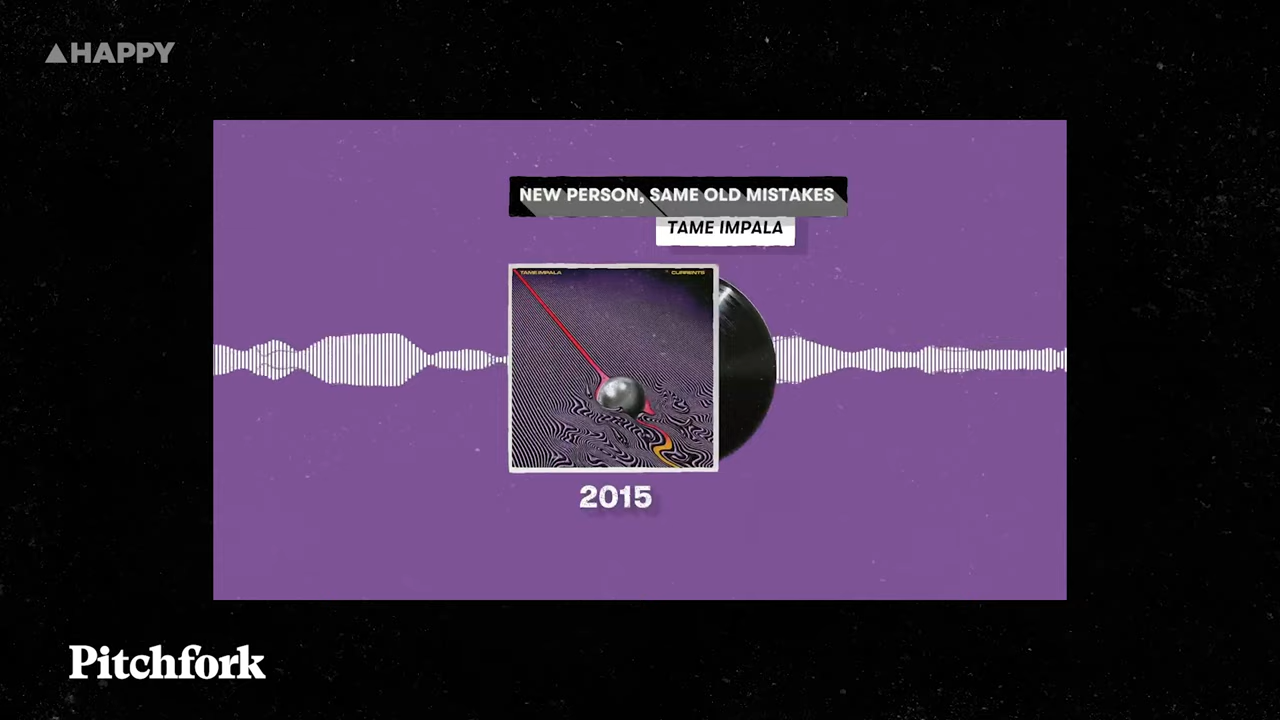 ▲HAPPY
NEW PERSON, SAME OLD MISTAKES
TAME IMPALA
TAME IMPALA
CURRENTS
2015
Pitchfork